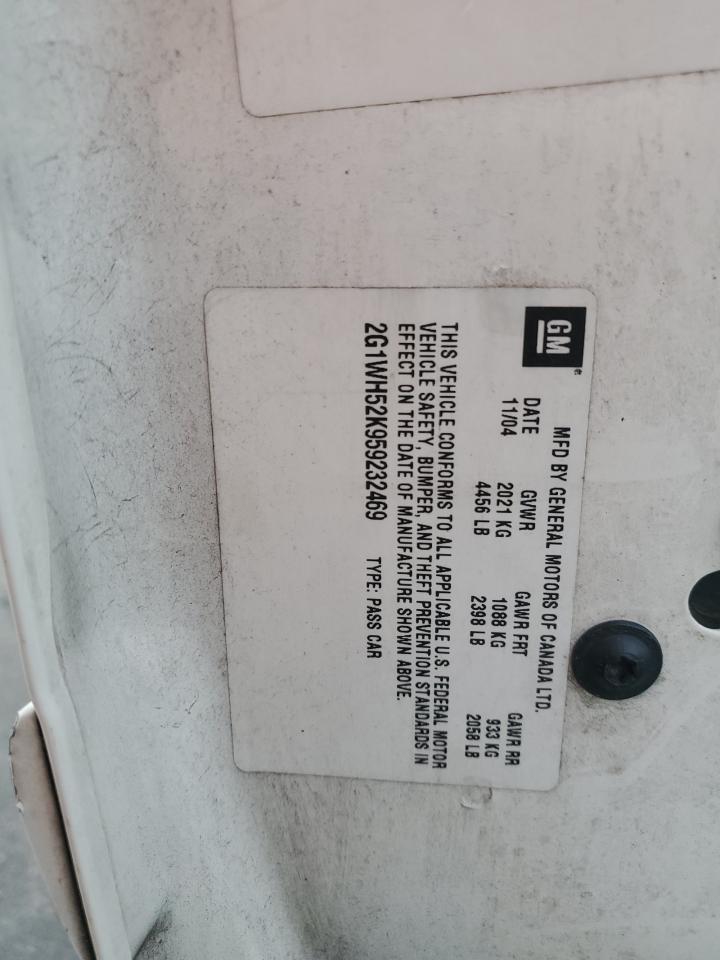 GM
MFD BY GENERAL MOTORS OF CANADA LTD.
DATE GVWR GAWR FRT GAWR RR
11/04 2021 KG 1088 KG 933 KG
4456 LB 2398 LB 2058 LB
THIS VEHICLE CONFORMS TO ALL APPLICABLE U.S. FEDERAL MOTOR
VEHICLE SAFETY, BUMPER, AND THEFT PREVENTION STANDARDS IN
EFFECT ON THE DATE OF MANUFACTURE SHOWN ABOVE.
2G1WH52K959232469 TYPE: PASS CAR